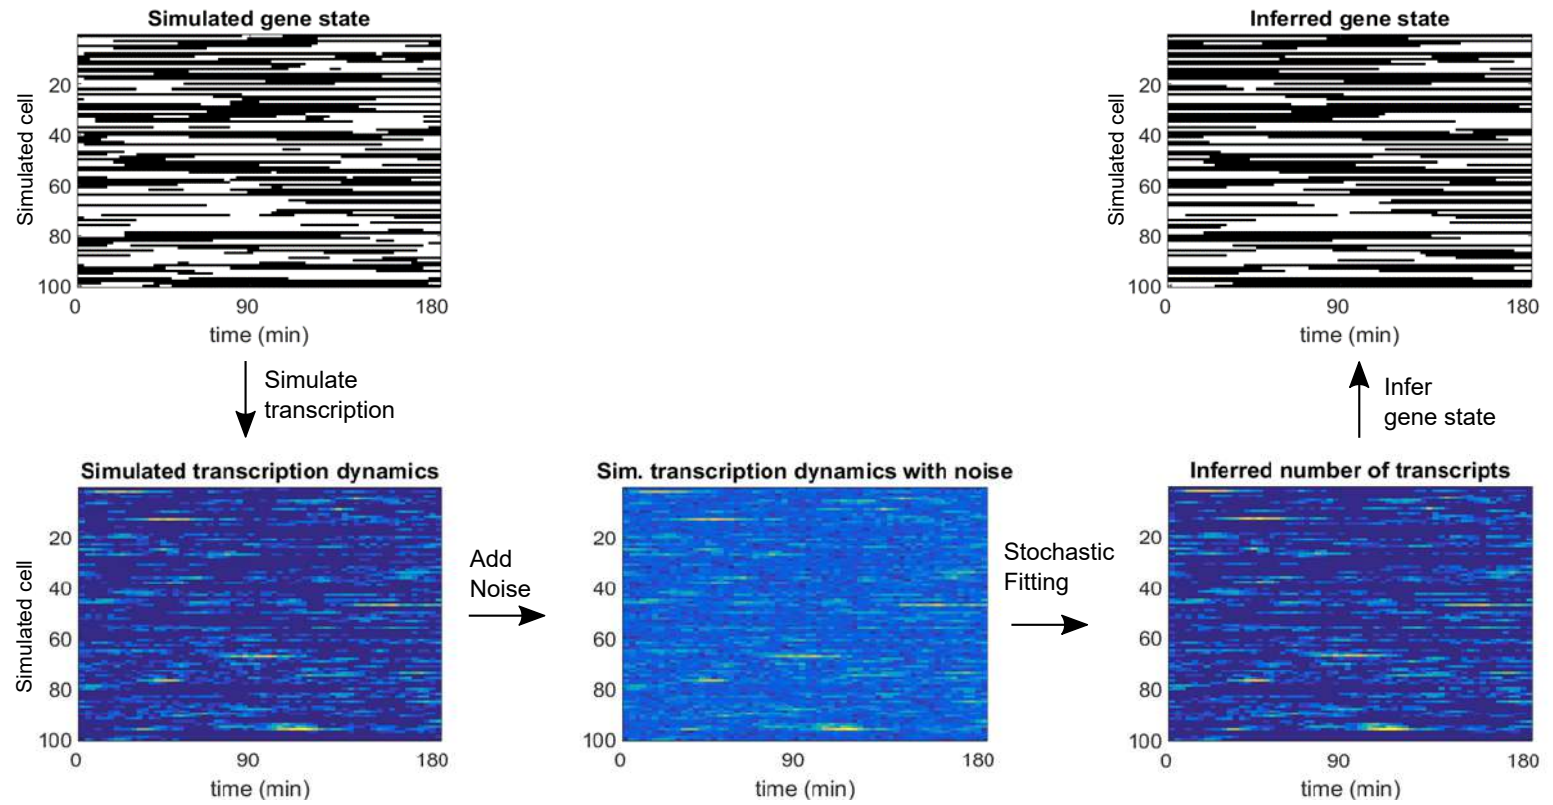 Simulated gene state
Simulated cell
20
40
60
80
100
0 90 180
time (min)
Inferred gene state
Simulated cell
20
40
60
80
100
0 90 180
time (min)
Simulate
transcription
Infer
gene state
Simulated transcription dynamics
Simulated cell
20
40
60
80
100
0 90 180
time (min)
Add
Noise
Sim. transcription dynamics with noise
20
40
60
80
100
0 90 180
time (min)
Stochastic
Fitting
Inferred number of transcripts
20
40
60
80
100
0 90 180
time (min)